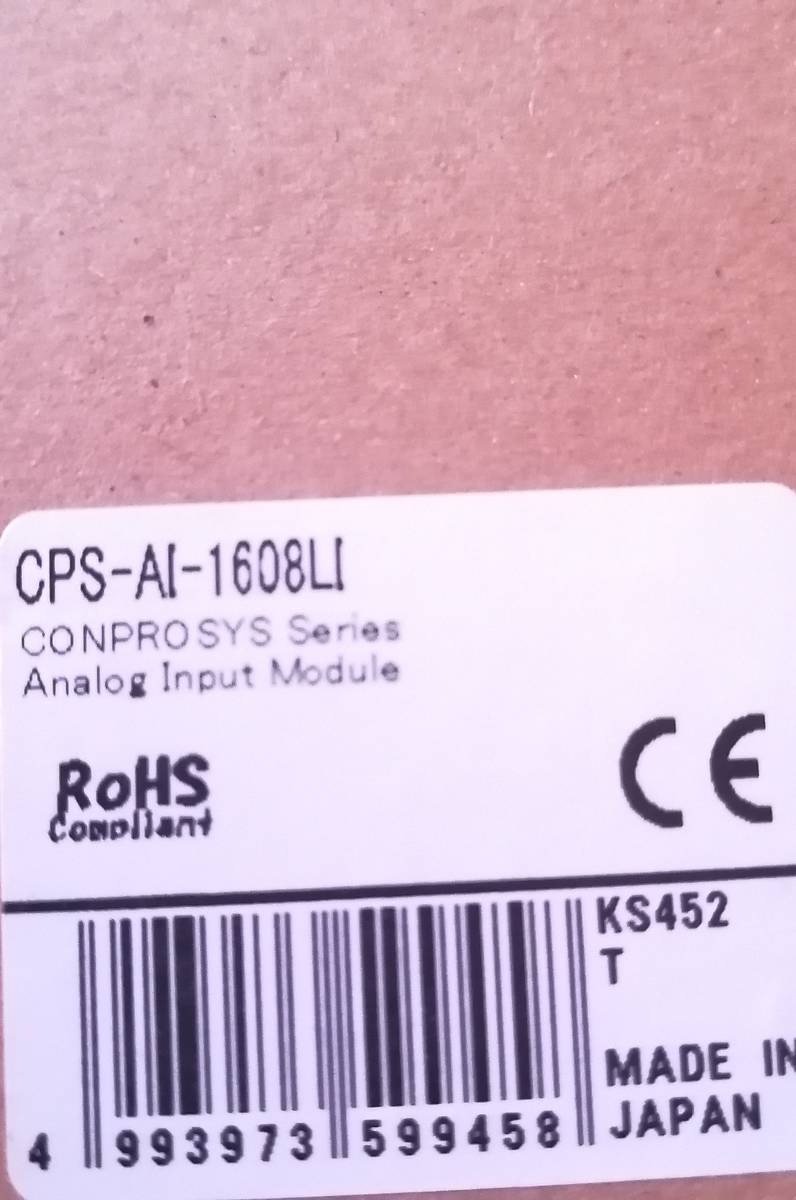 CPS-AI-1608LI
CONPROSYS Series
Analog Input Module
RoHS
Compliant
CE
KS452
T
MADE IN
JAPAN
4 993973 599458